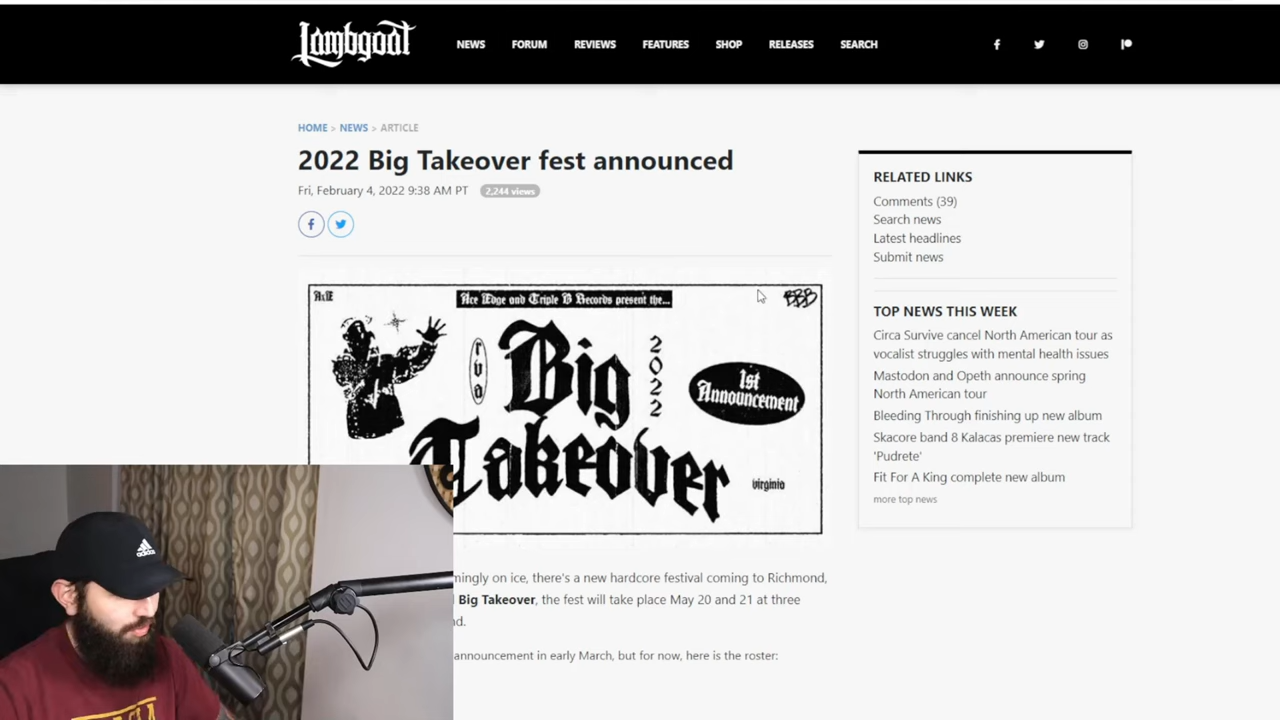 Lambgoat
NEWS FORUM REVIEWS FEATURES SHOP RELEASES SEARCH
HOME > NEWS > ARTICLE
2022 Big Takeover fest announced
Fri, February 4, 2022 9:38 AM PT 2,244 views
AxE
Ace Edge and Triple B Records present the...
BBB
rva
Big
2022
1st
Announcement
Takeover
virginia
mingly on ice, there's a new hardcore festival coming to Richmond,
Big Takeover, the fest will take place May 20 and 21 at three
nd.
announcement in early March, but for now, here is the roster:
RELATED LINKS
Comments (39)
Search news
Latest headlines
Submit news
TOP NEWS THIS WEEK
Circa Survive cancel North American tour as
vocalist struggles with mental health issues
Mastodon and Opeth announce spring
North American tour
Bleeding Through finishing up new album
Skacore band 8 Kalacas premiere new track
'Pudrete'
Fit For A King complete new album
more top news
adidas